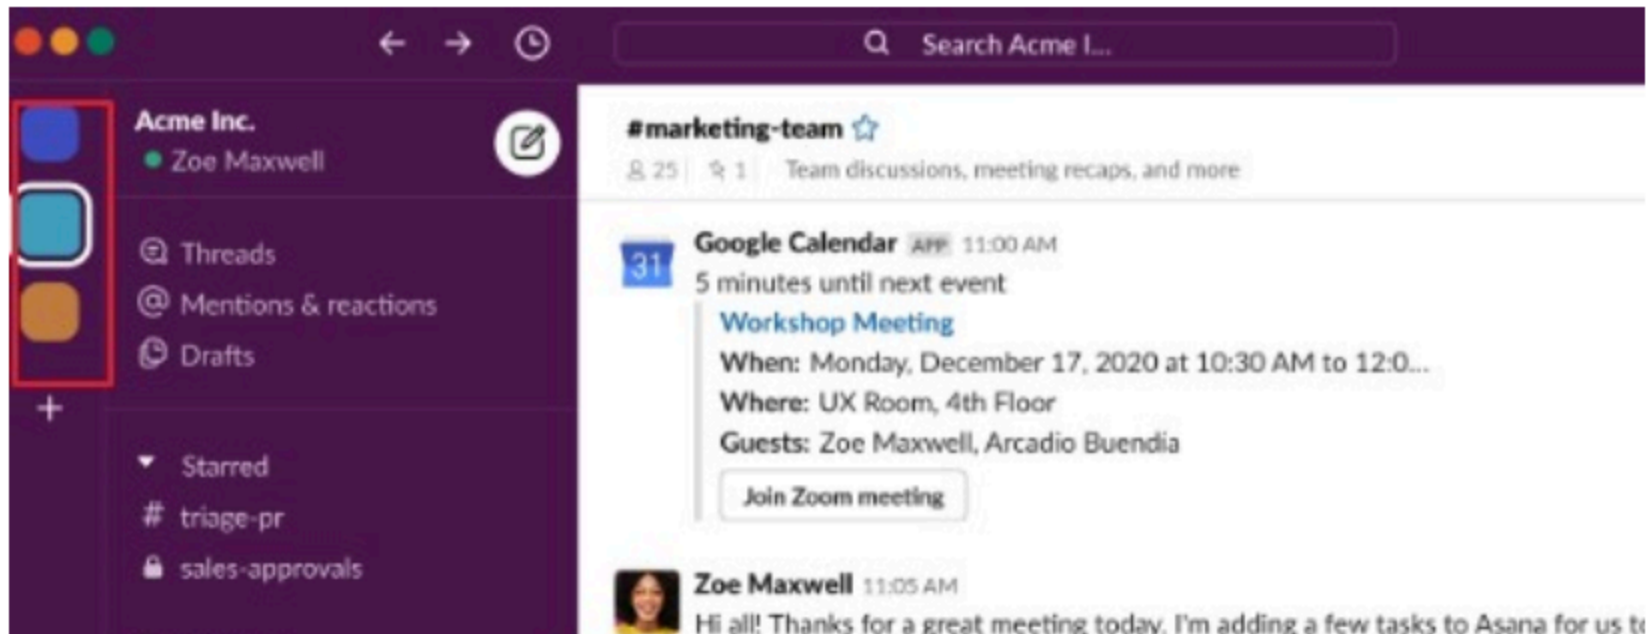 Search Acme I...
Acme Inc.
Zoe Maxwell
Threads
Mentions & reactions
Drafts
+
Starred
# triage-pr
sales-approvals
#marketing-team
25 | 1 | Team discussions, meeting recaps, and more
31
Google Calendar APP 11:00 AM
5 minutes until next event
Workshop Meeting
When: Monday, December 17, 2020 at 10:30 AM to 12:0...
Where: UX Room, 4th Floor
Guests: Zoe Maxwell, Arcadio Buendia
Join Zoom meeting
Zoe Maxwell 11:05 AM
Hi all! Thanks for a great meeting today. I'm adding a few tasks to Asana for us to